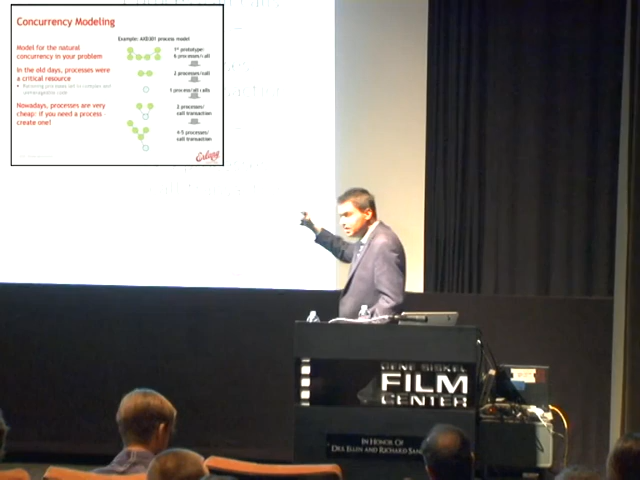 Concurrency Modeling
Example: AXD301 process model
Model for the natural
concurrency in your problem
1st prototype:
6 processes/call
In the old days, processes were
a critical resource
2 processes/call
1 process/all calls
Nowadays, processes are very
cheap: if you need a process -
create one!
2 processes/
call transaction
4-5 processes/
call transaction
Erlang
GENE SISKEL
FILM
CENTER
IN HONOR OF